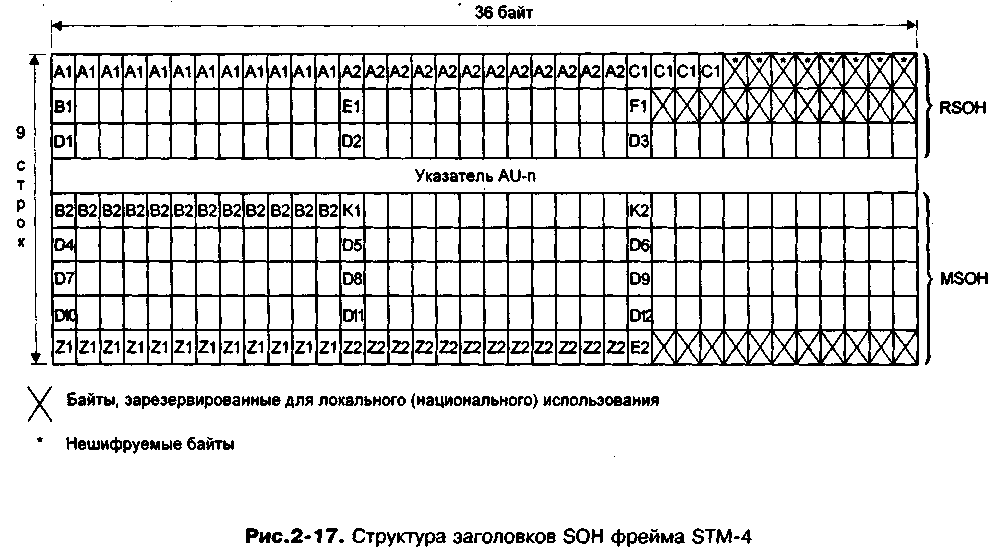 36 байт
A1 A1 A1 A1 A1 A1 A1 A1 A1 A1 A1 A1 A2 A2 A2 A2 A2 A2 A2 A2 A2 A2 A2 A2 C1 C1 C1 C1 * * * * * * * *
B1 E1 F1
D1 D2 D3
RSOH
9 строк
Указатель AU-n
B2 B2 B2 B2 B2 B2 B2 B2 B2 B2 B2 B2 K1 K2
D4 D5 D6
D7 D8 D9
D10 D11 D12
Z1 Z1 Z1 Z1 Z1 Z1 Z1 Z1 Z1 Z1 Z1 Z1 Z2 Z2 Z2 Z2 Z2 Z2 Z2 Z2 Z2 Z2 Z2 Z2 E2
MSOH
Байты, зарезервированные для локального (национального) использования
* Нешифруемые байты
Рис.2-17. Структура заголовков SOH фрейма STM-4